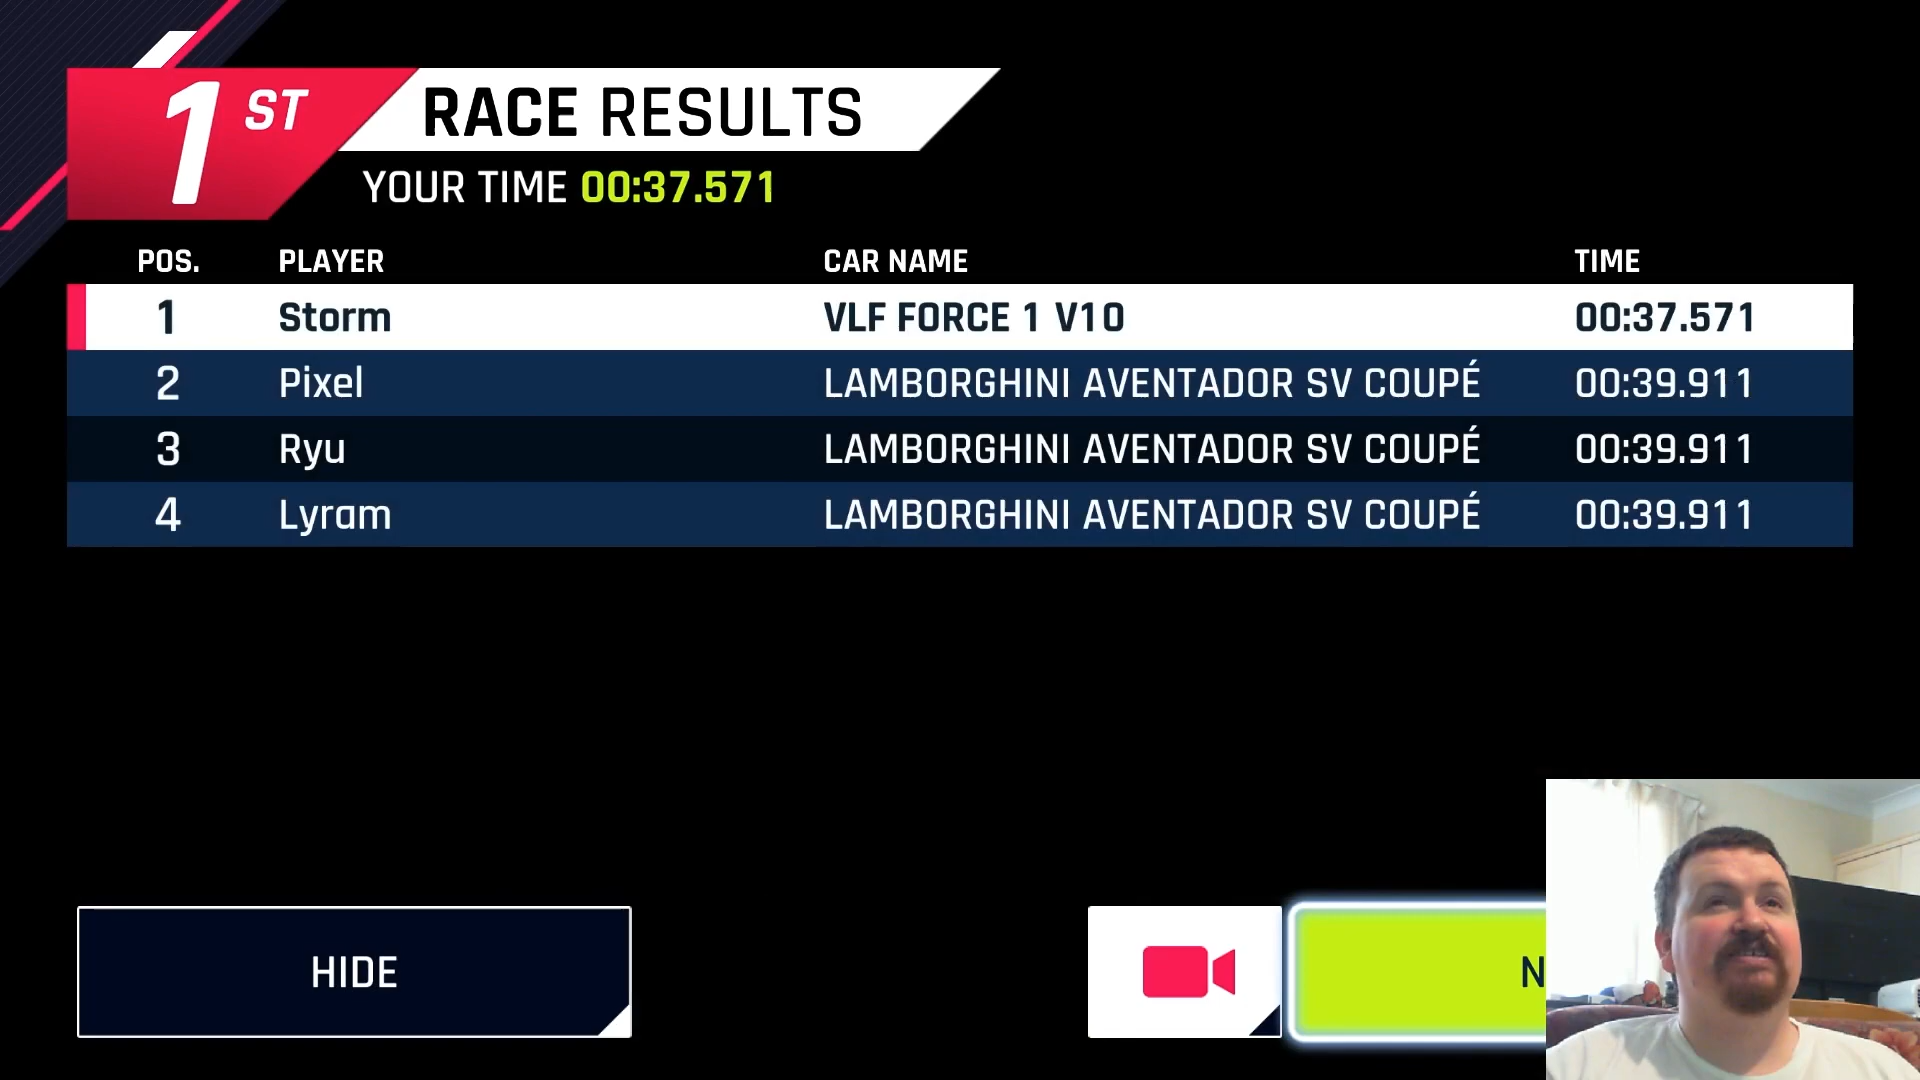 1ST RACE RESULTS
YOUR TIME 00:37.571
POS. PLAYER CAR NAME TIME
1 Storm VLF FORCE 1 V10 00:37.571
2 Pixel LAMBORGHINI AVENTADOR SV COUPÉ 00:39.911
3 Ryu LAMBORGHINI AVENTADOR SV COUPÉ 00:39.911
4 Lyram LAMBORGHINI AVENTADOR SV COUPÉ 00:39.911
HIDE